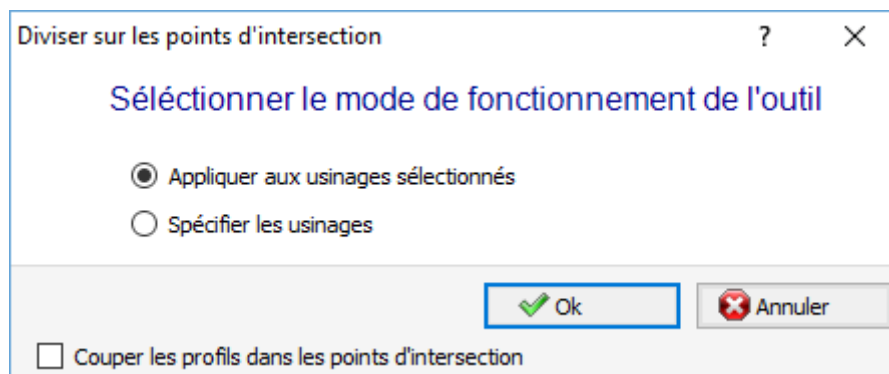 Diviser sur les points d'intersection ?
Séléctionner le mode de fonctionnement de l'outil
Appliquer aux usinages sélectionnés
Spécifier les usinages
Ok Annuler
Couper les profils dans les points d'intersection